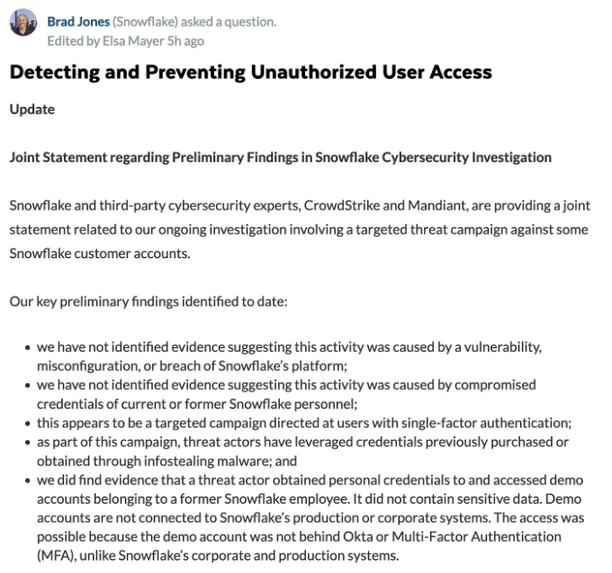 Brad Jones (Snowflake) asked a question.
Edited by Elsa Mayer 5h ago
Detecting and Preventing Unauthorized User Access
Update
Joint Statement regarding Preliminary Findings in Snowflake Cybersecurity Investigation
Snowflake and third-party cybersecurity experts, CrowdStrike and Mandiant, are providing a joint
statement related to our ongoing investigation involving a targeted threat campaign against some
Snowflake customer accounts.
Our key preliminary findings identified to date:
• we have not identified evidence suggesting this activity was caused by a vulnerability,
misconfiguration, or breach of Snowflake's platform;
• we have not identified evidence suggesting this activity was caused by compromised
credentials of current or former Snowflake personnel;
• this appears to be a targeted campaign directed at users with single-factor authentication;
• as part of this campaign, threat actors have leveraged credentials previously purchased or
obtained through infostealing malware; and
• we did find evidence that a threat actor obtained personal credentials to and accessed demo
accounts belonging to a former Snowflake employee. It did not contain sensitive data. Demo
accounts are not connected to Snowflake's production or corporate systems. The access was
possible because the demo account was not behind Okta or Multi-Factor Authentication
(MFA), unlike Snowflake's corporate and production systems.